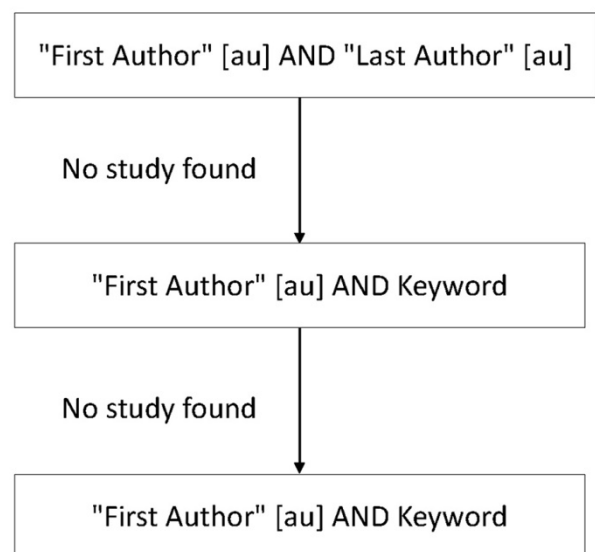 "First Author" [au] AND "Last Author" [au]
No study found
"First Author" [au] AND Keyword
No study found
"First Author" [au] AND Keyword